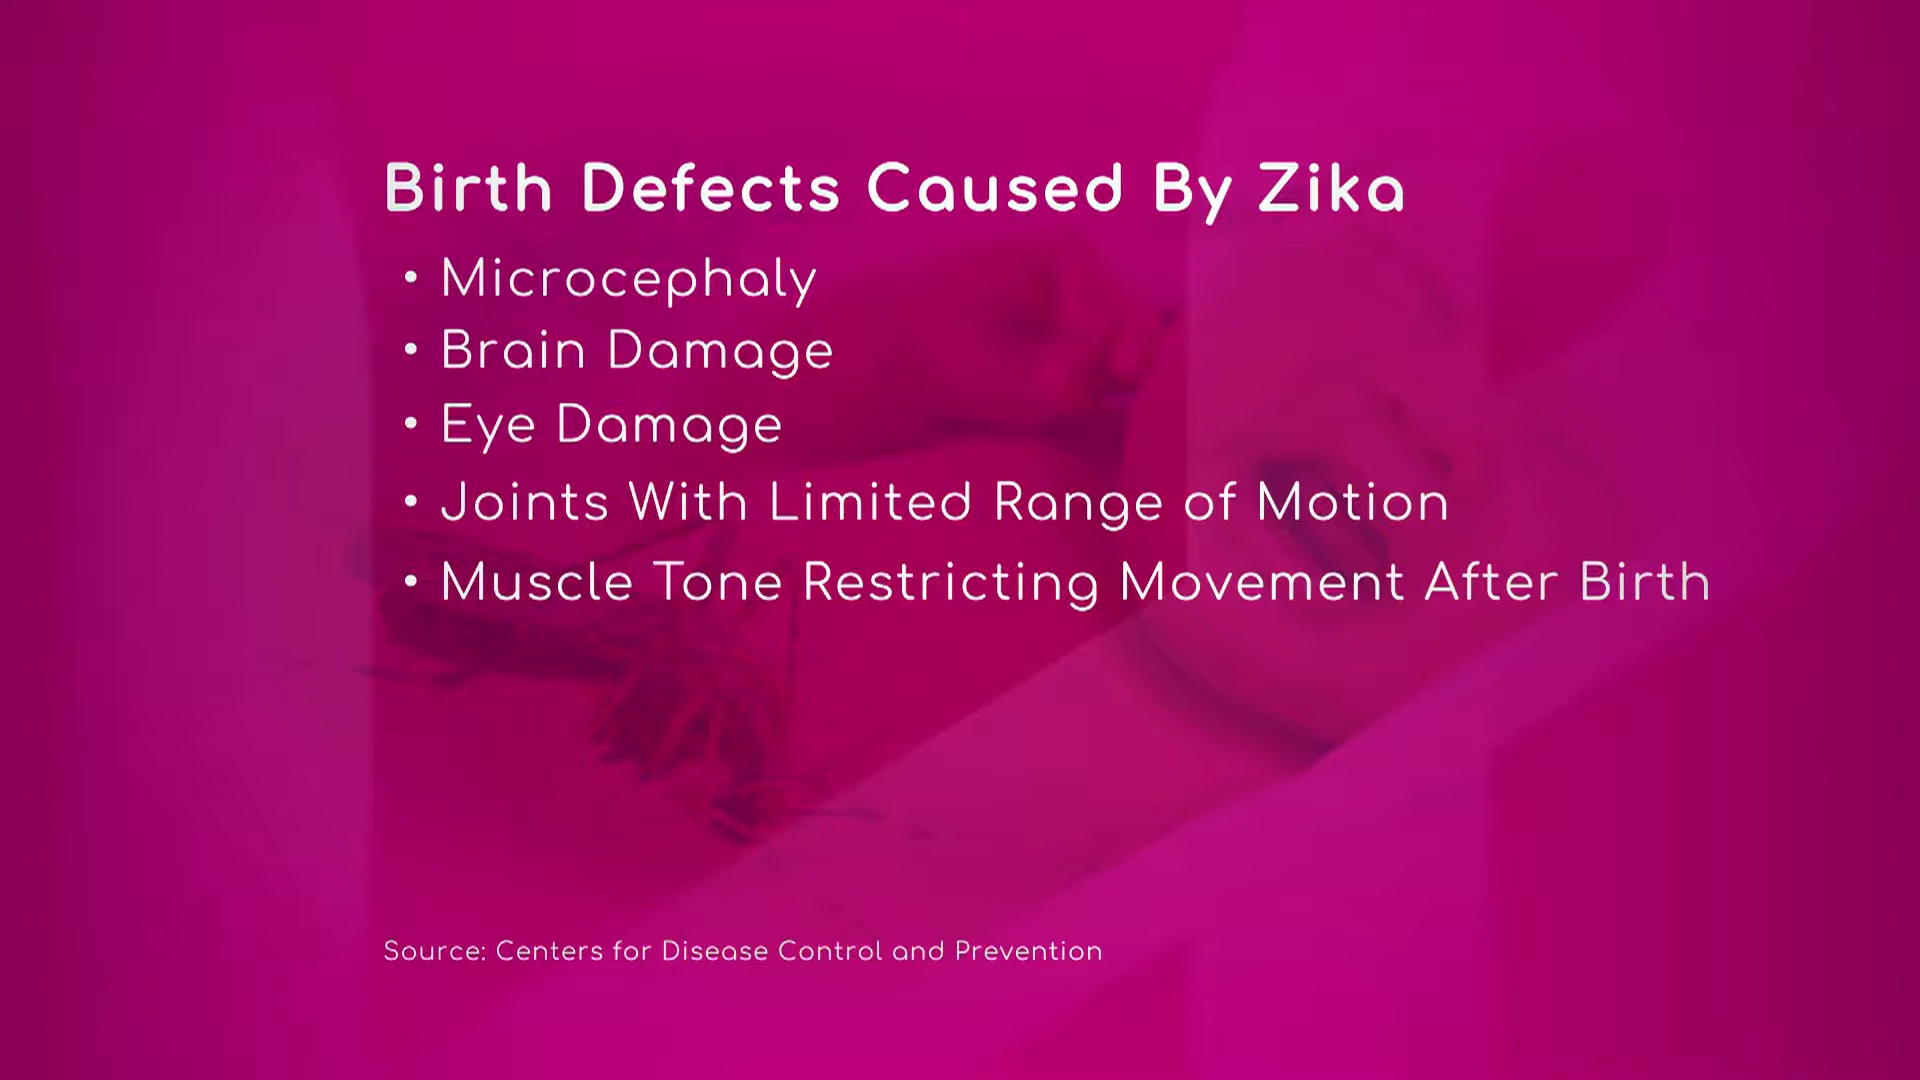 Birth Defects Caused By Zika
• Microcephaly
• Brain Damage
• Eye Damage
• Joints With Limited Range of Motion
• Muscle Tone Restricting Movement After Birth
Source: Centers for Disease Control and Prevention